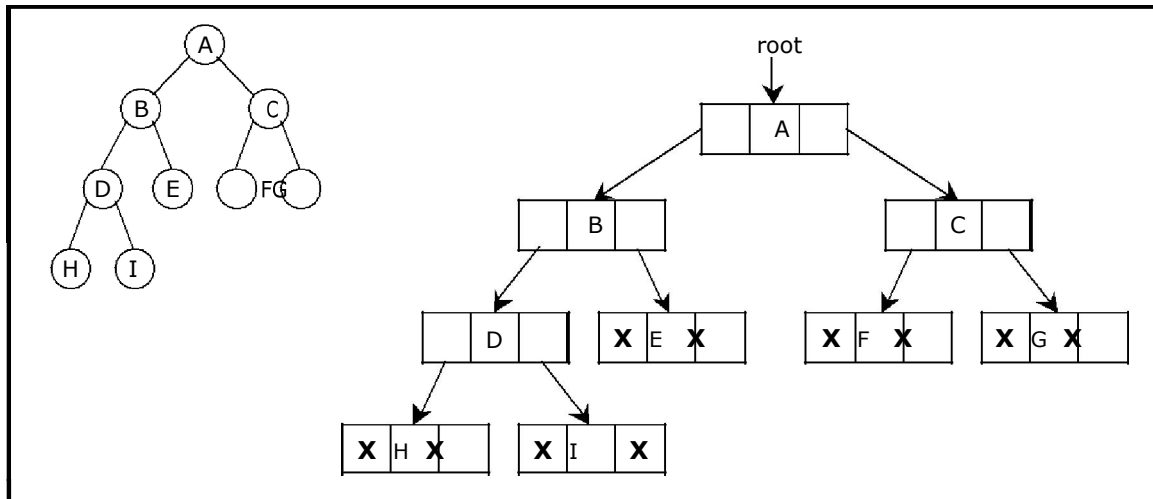 A
B C
D E FG
H I
root
A
B C
D X E X X F X X G X
X H X X I X